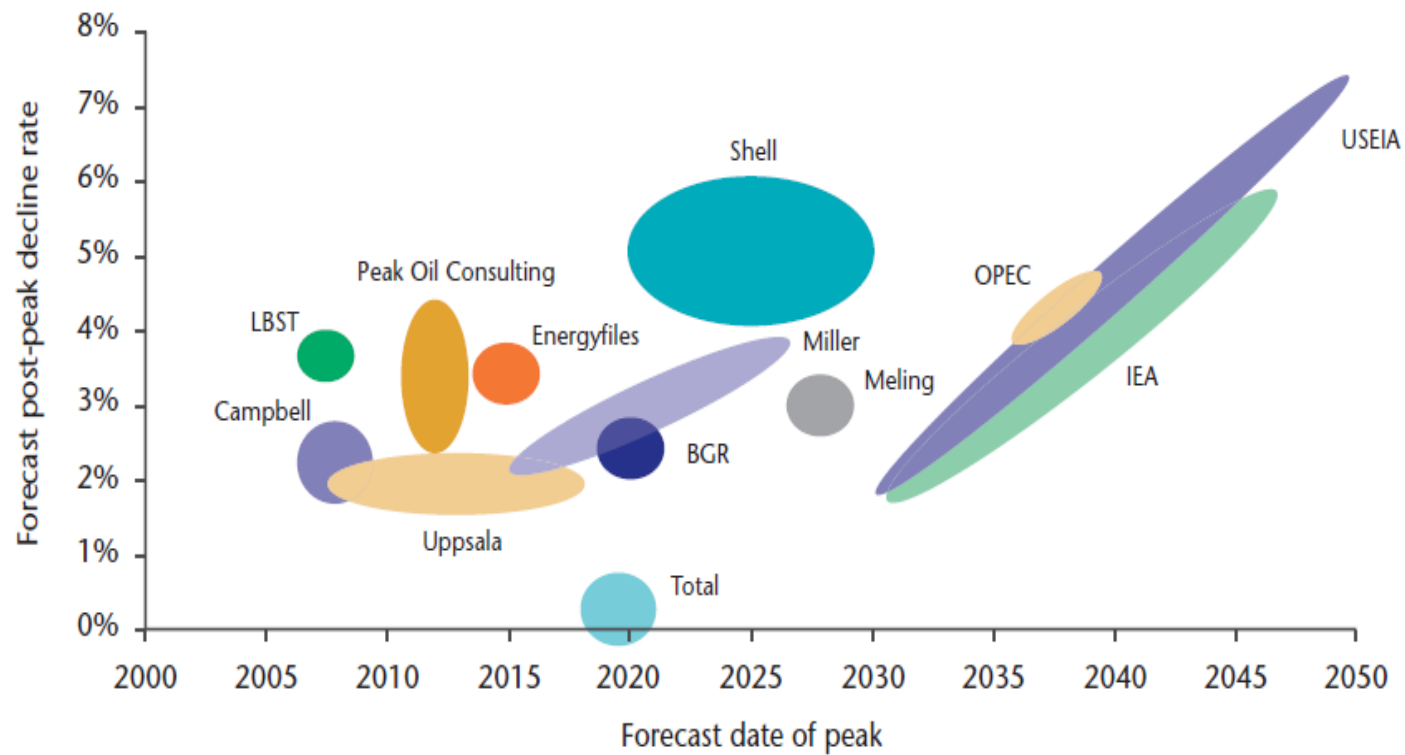 8%
7%
6%
5%
4%
3%
2%
1%
0%
Forecast post-peak decline rate
USEIA
Shell
OPEC
Peak Oil Consulting
LBST
Energyfiles
Miller
Meling
IEA
Campbell
BGR
Uppsala
Total
2000 2005 2010 2015 2020 2025 2030 2035 2040 2045 2050
Forecast date of peak